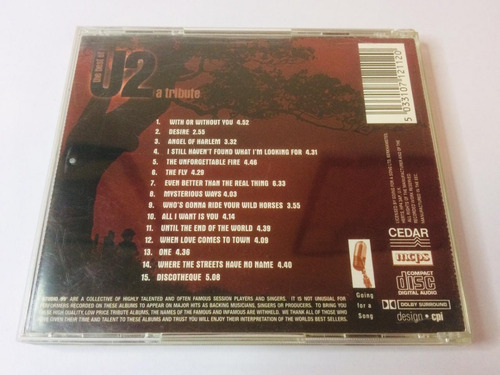 the best of
U2
a tribute
1. WITH OR WITHOUT YOU 4.52
2. DESIRE 2.55
3. ANGEL OF HARLEM 3.32
4. I STILL HAVEN'T FOUND WHAT I'M LOOKING FOR 4.31
5. THE UNFORGETTABLE FIRE 4.46
6. THE FLY 4.29
7. EVEN BETTER THAN THE REAL THING 6.33
8. MYSTERIOUS WAYS 4.03
9. WHO'S GONNA RIDE YOUR WILD HORSES 3.55
10. ALL I WANT IS YOU 4.14
11. UNTIL THE END OF THE WORLD 4.39
12. WHEN LOVE COMES TO TOWN 4.09
13. ONE 4.36
14. WHERE THE STREETS HAVE NO NAME 4.40
15. DISCOTHEQUE 5.08
ARE A COLLECTIVE OF HIGHLY TALENTED AND OFTEN FAMOUS SESSION PLAYERS AND SINGERS. IT IS NOT UNUSUAL FOR
PERFORMERS RECORDED ON THESE ALBUMS TO APPEAR ON MAJOR HITS AS BACKING MUSICIANS, SINGERS OR PRODUCERS. TO BRING
YOU THESE HIGH QUALITY, LOW PRICE TRIBUTE ALBUMS, THE NAMES OF THE FAMOUS AND INFAMOUS ARE WITHHELD. WE THANK ALL OF THOSE WHO
HAVE GIVEN THEIR TIME AND TALENT TO THESE ALBUMS AND TRUST YOU WILL ENJOY THEIR INTERPRETATION OF THE WORLDS BEST SELLERS.
5 033107 121120
CEDAR
mcps
COMPACT
disc
DIGITAL AUDIO
DOLBY SURROUND
design · cpi
Going
for a
Song